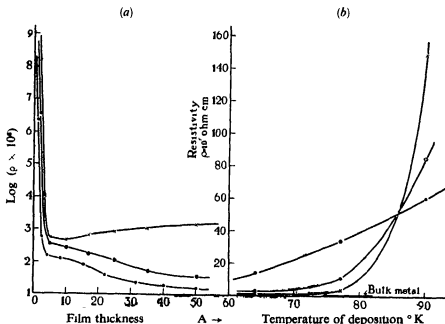 (a) (b)
9
8
7
6
5
4
3
2
1
Log (ρ × 10⁶)
0 10 20 30 40 50 60
Film thickness A →
160
140
120
100
80
60
40
20
0
Resistivity
ohm cm
Bulk metal
70 80 90
Temperature of deposition °K